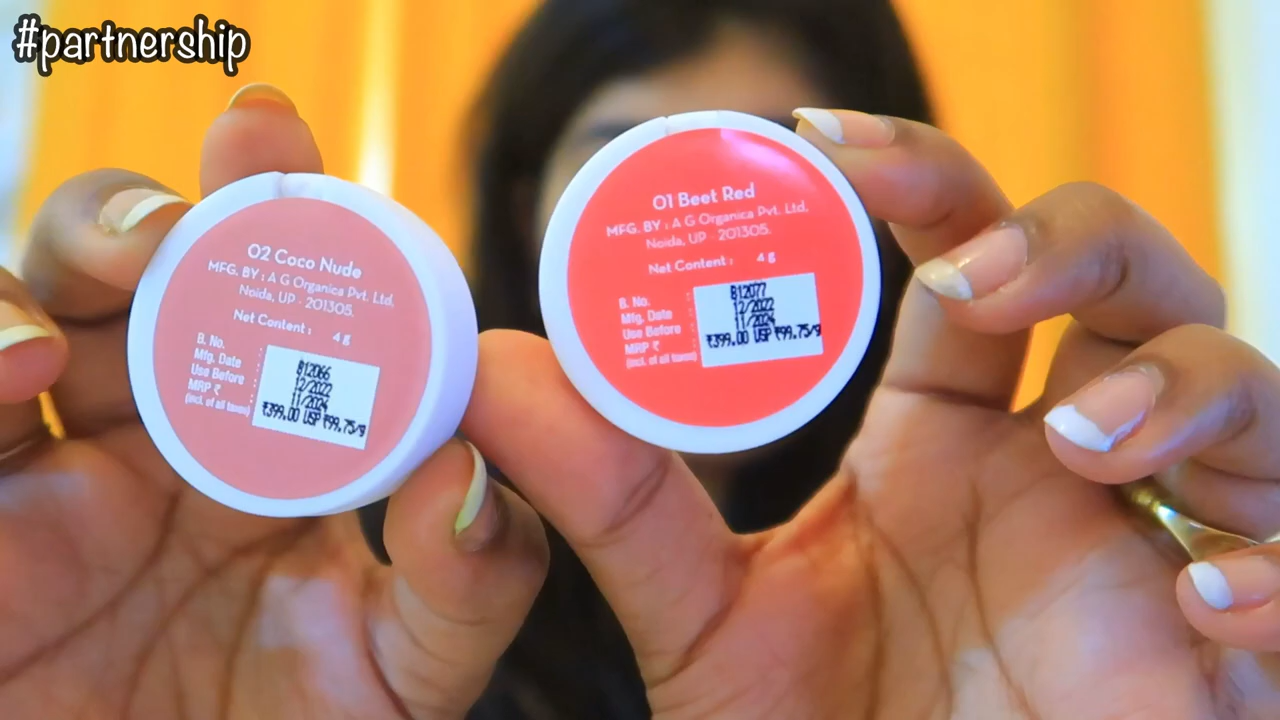 #partnership
02 Coco Nude
MFG. BY : A G Organica Pvt. Ltd.
Noida, UP - 201305.
Net Content : 4 g
B. No. : B12066
Mfg. Date : 12/2022
Use Before : 11/2024
MRP ₹ : ₹399.00 USP ₹99.75/g
(incl. of all taxes)
01 Beet Red
MFG. BY : A G Organica Pvt. Ltd.
Noida, UP - 201305.
Net Content : 4 g
B. No. : B12077
Mfg. Date : 12/2022
Use Before : 11/2024
MRP ₹ : ₹399.00 USP ₹99.75/g
(incl. of all taxes)